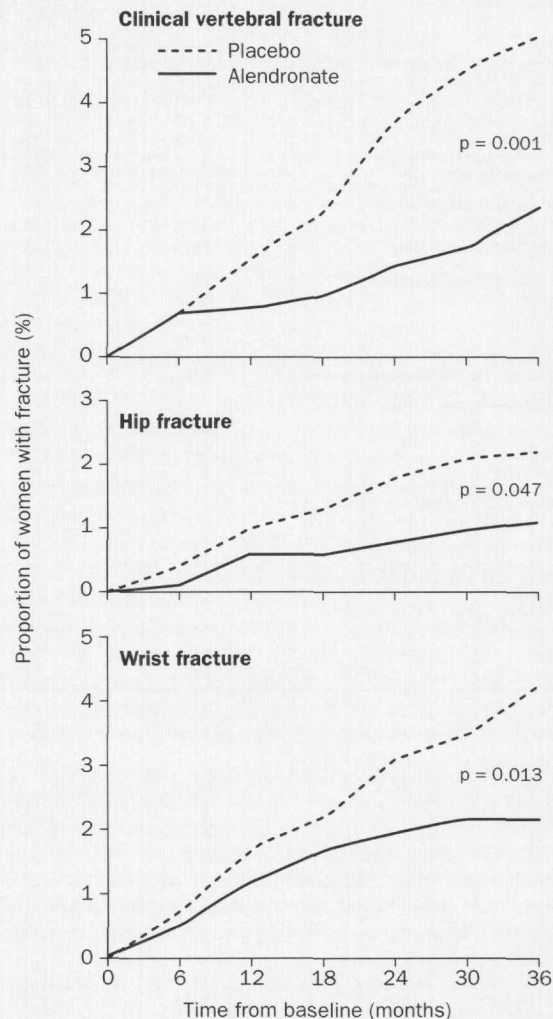 Clinical vertebral fracture
5
Placebo
Alendronate
4
p = 0.001
3
2
1
0
3
Hip fracture
2
p = 0.047
1
0
5
Wrist fracture
4
3
p = 0.013
2
1
0
0 6 12 18 24 30 36
Time from baseline (months)
Proportion of women with fracture (%)